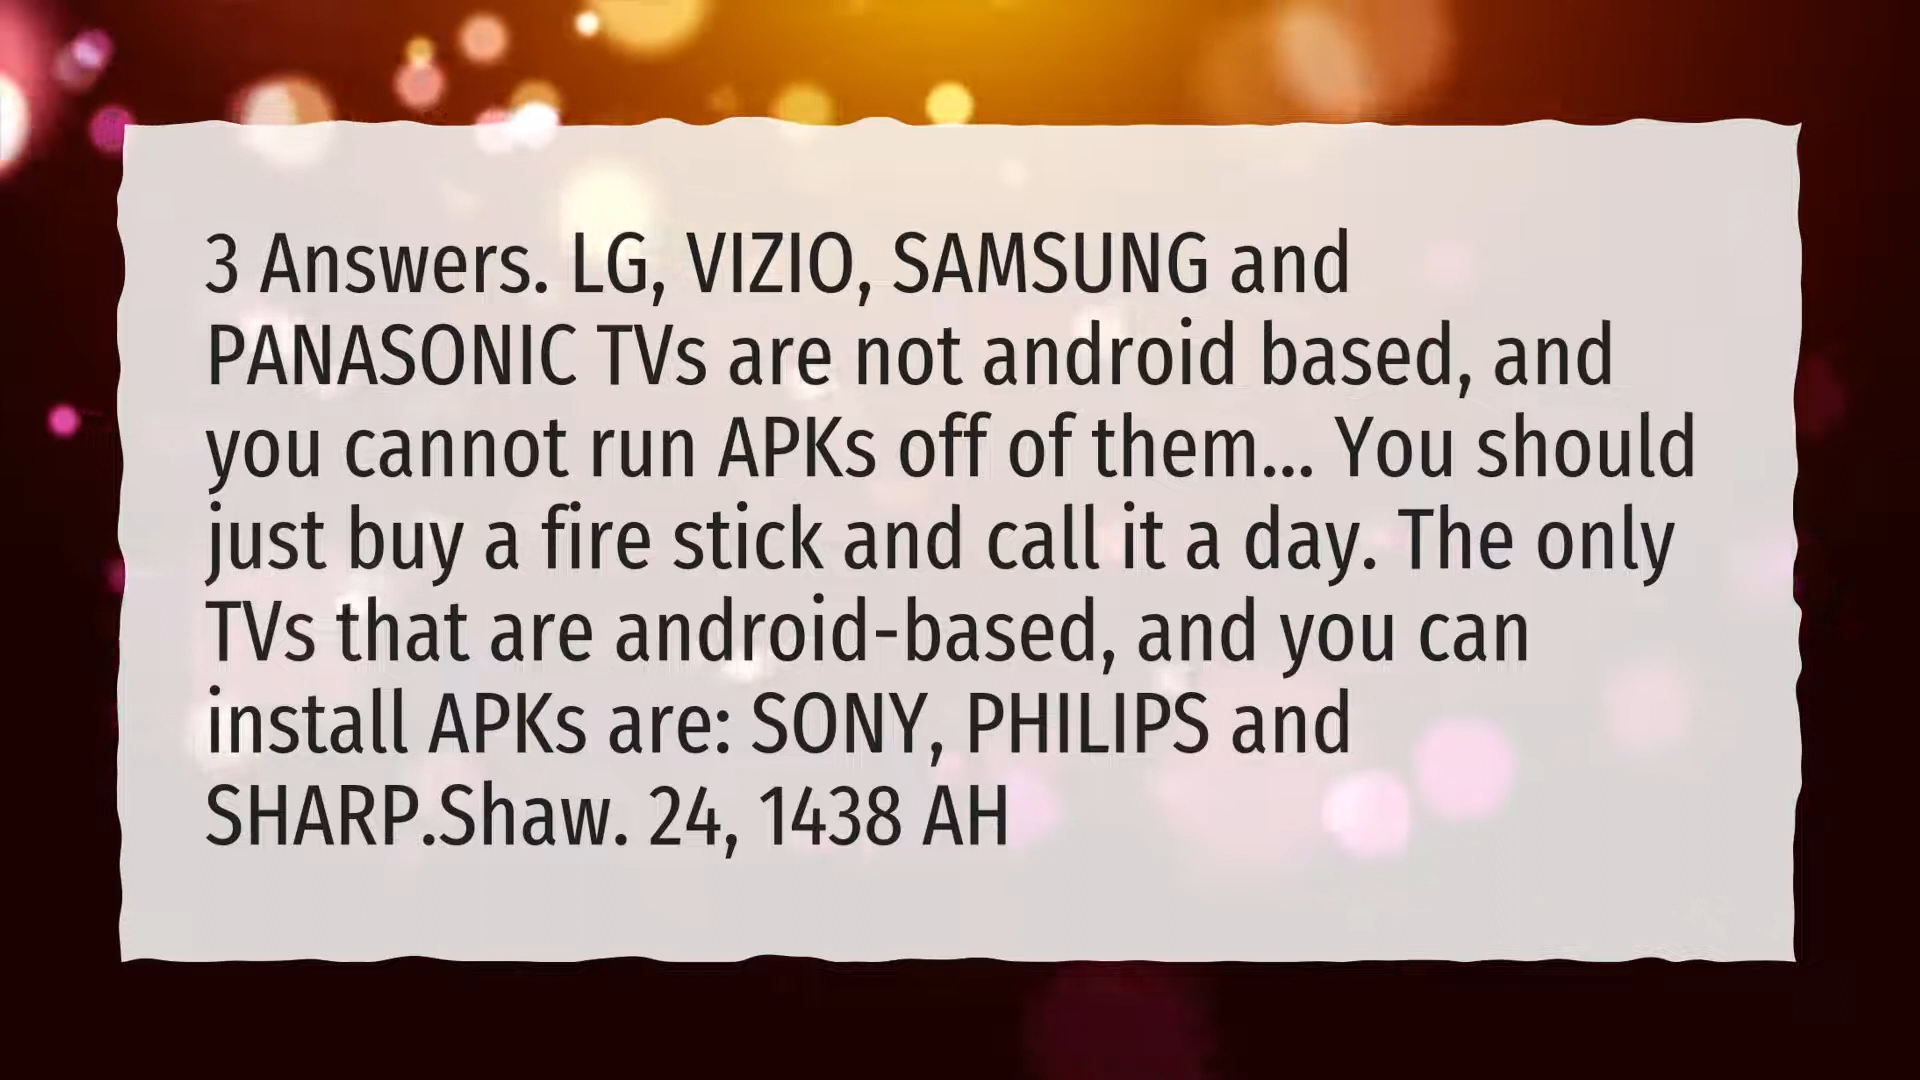 3 Answers. LG, VIZIO, SAMSUNG and
PANASONIC TVs are not android based, and
you cannot run APKs off of them... You should
just buy a fire stick and call it a day. The only
TVs that are android-based, and you can
install APKs are: SONY, PHILIPS and
SHARP.Shaw. 24, 1438 AH